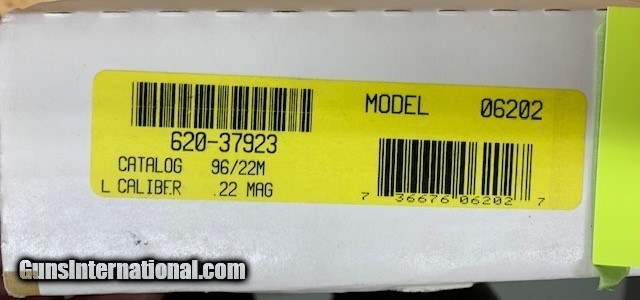 MODEL 06202
620-37923
CATALOG 96/22M
L CALIBER .22 MAG
7 36676 06202 7
GunsInternational.com